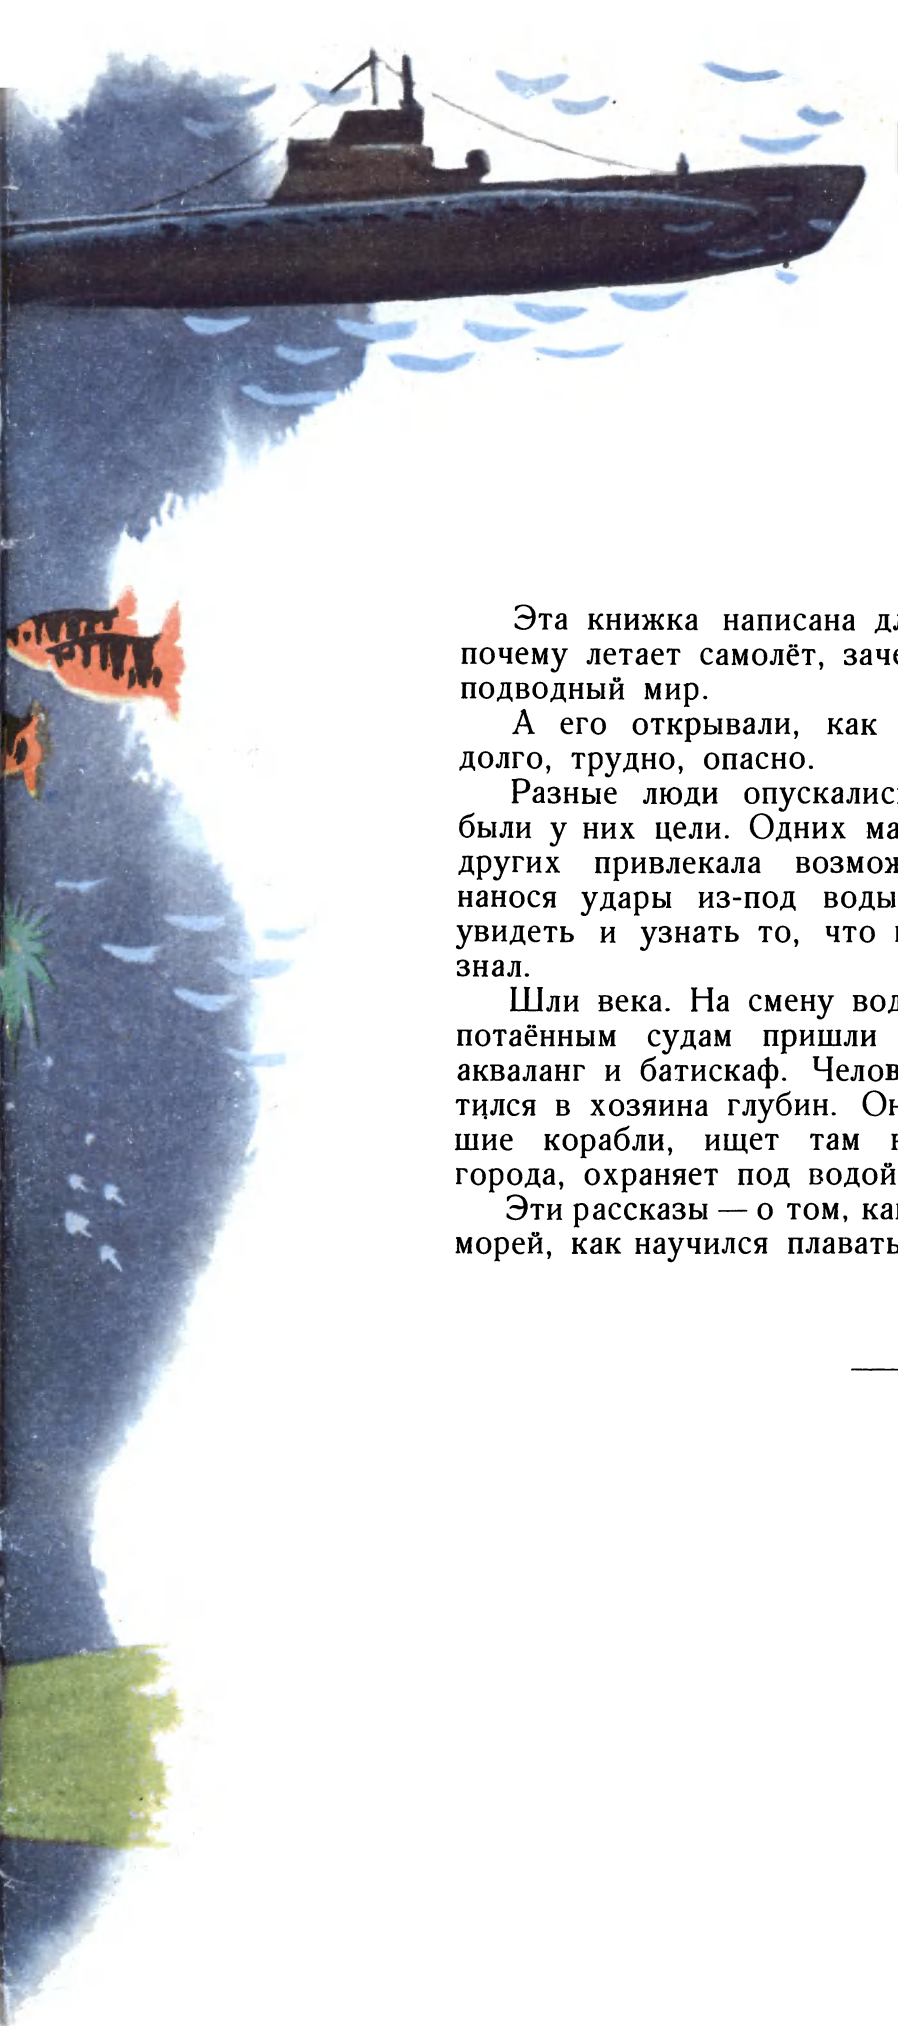 Эта книжка написана дл
почему летает самолёт, заче
подводный мир.
А его открывали, как
долго, трудно, опасно.
Разные люди опускалис
были у них цели. Одних ма
других привлекала возмож
нанося удары из-под воды
увидеть и узнать то, что
знал.
Шли века. На смену вод
потаённым судам пришли
акваланг и батискаф. Челов
тился в хозяина глубин. Он
шие корабли, ищет там
города, охраняет под водой
Эти рассказы — о том, как
морей, как научился плавать